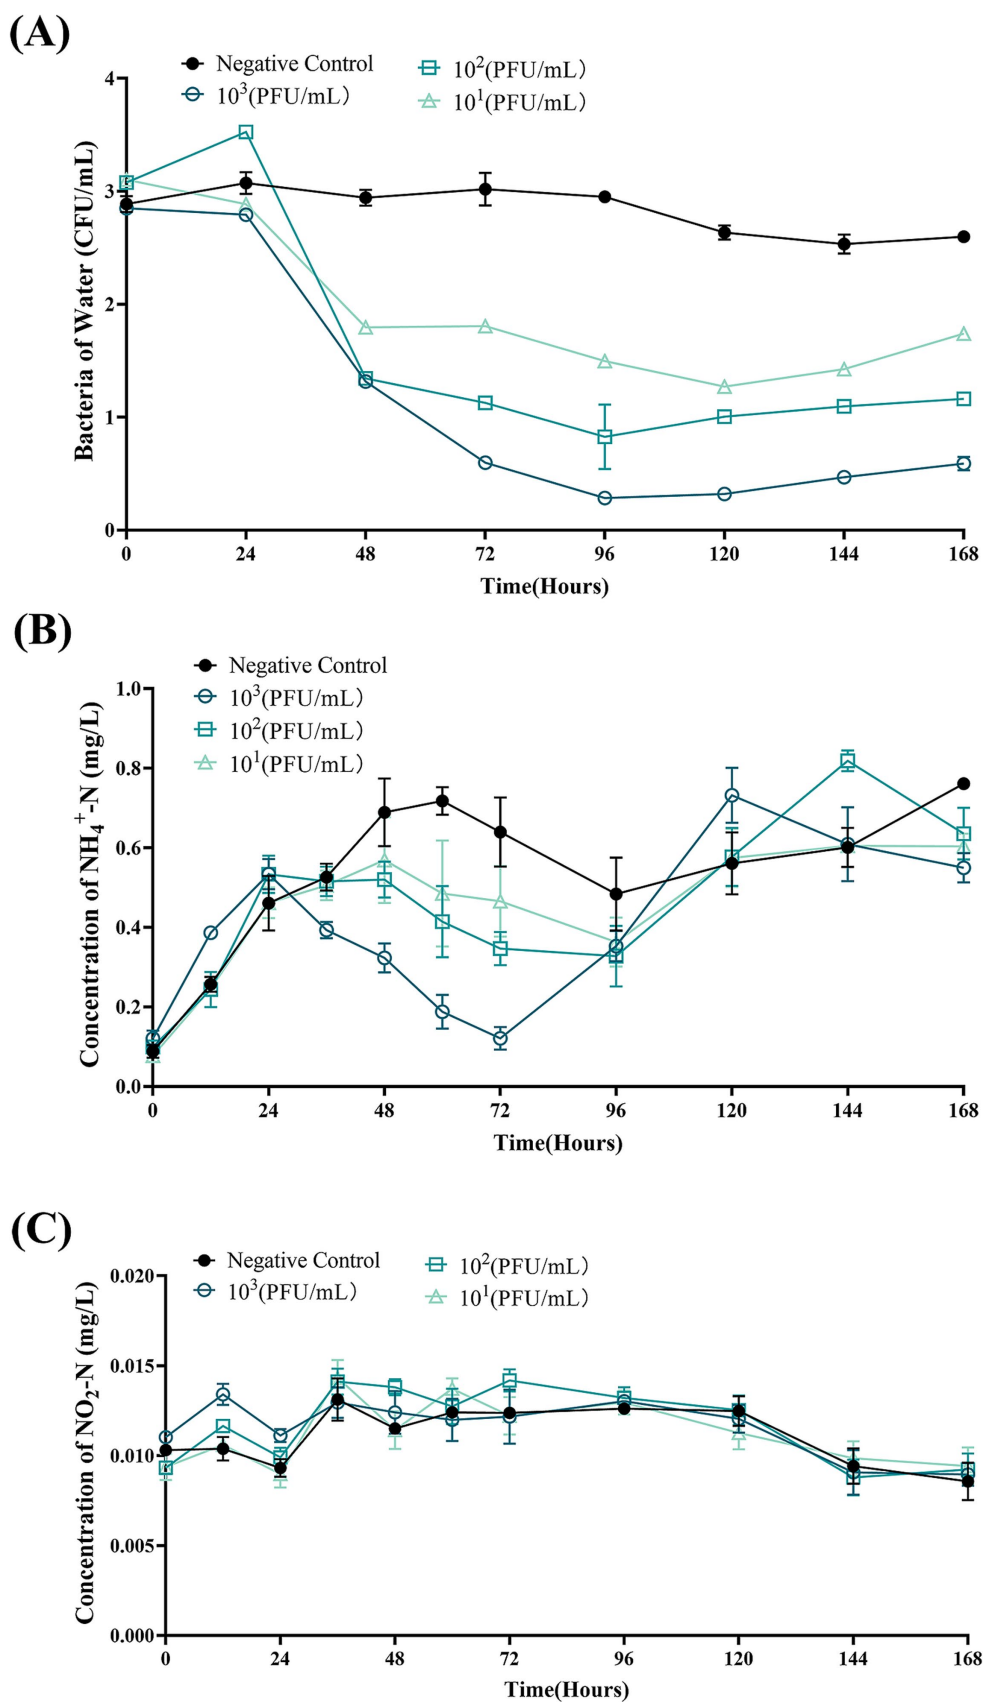 (A)
Negative Control
10³(PFU/mL)
10²(PFU/mL)
10¹(PFU/mL)
Bacteria of Water (CFU/mL)
4
3
2
1
0
0 24 48 72 96 120 144 168
Time(Hours)
(B)
Negative Control
10³(PFU/mL)
10²(PFU/mL)
10¹(PFU/mL)
Concentration of NH₄⁺-N (mg/L)
1.0
0.8
0.6
0.4
0.2
0.0
0 24 48 72 96 120 144 168
Time(Hours)
(C)
Negative Control
10³(PFU/mL)
10²(PFU/mL)
10¹(PFU/mL)
Concentration of NO₂-N (mg/L)
0.020
0.015
0.010
0.005
0.000
0 24 48 72 96 120 144 168
Time(Hours)